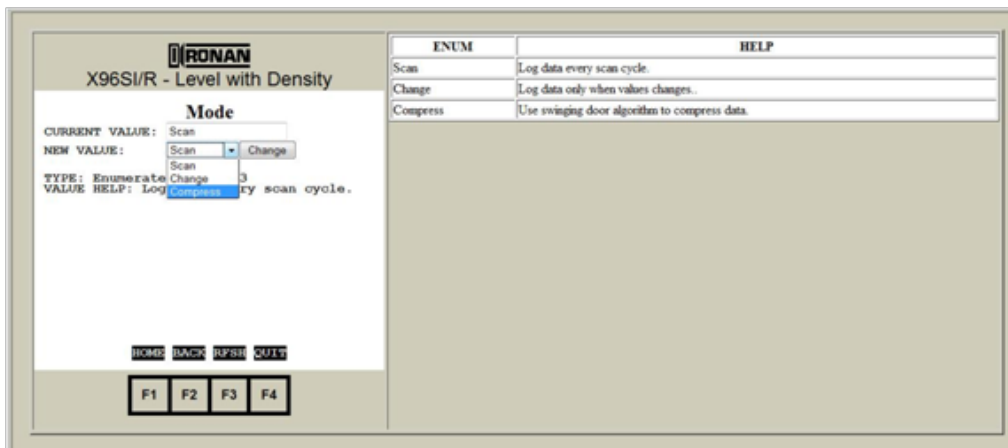 RONAN
X96SI/R - Level with Density
Mode
CURRENT VALUE: Scan
NEW VALUE: Scan Change
Scan
TYPE: Enumerate Change 3
VALUE HELP: Log Compress ry scan cycle.
HOME BACK RFSH QUIT
F1 F2 F3 F4
ENUM HELP
Scan Log data every scan cycle.
Change Log data only when values changes..
Compress Use swinging door algorithm to compress data.